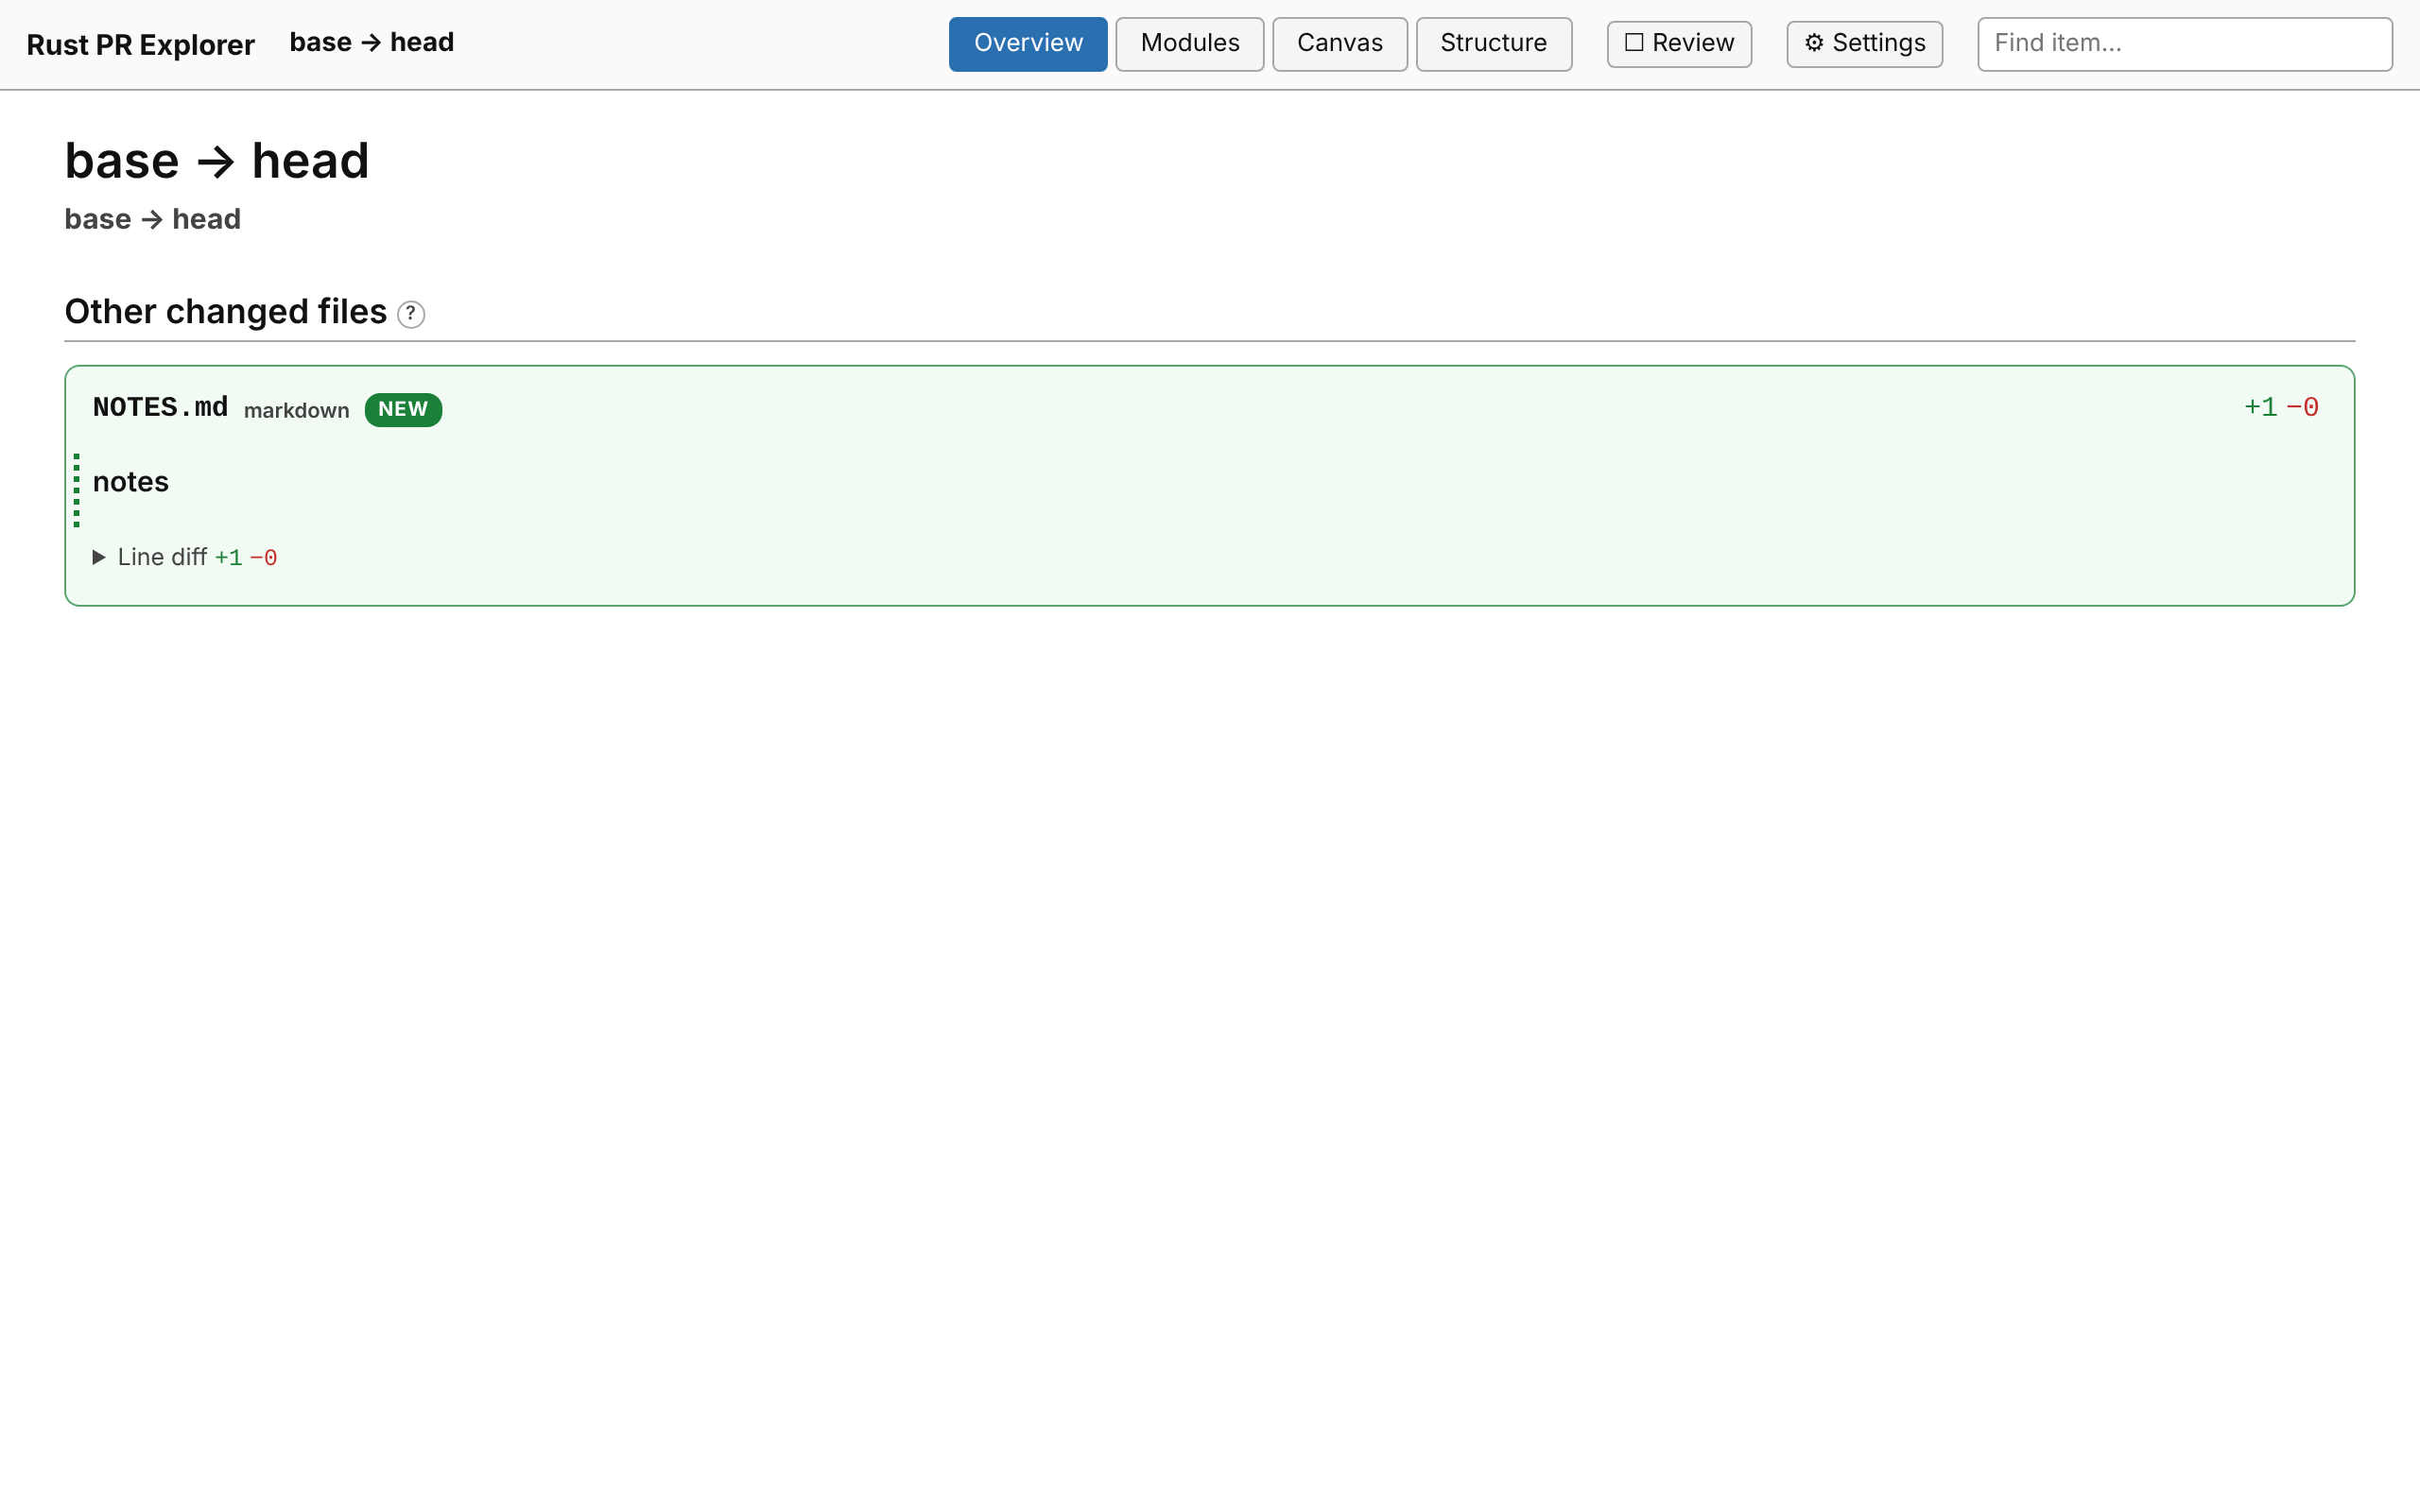 Rust PR Explorer base → head Overview Modules Canvas Structure ☐ Review ⚙ Settings Find item...
base → head
base → head
Other changed files ?
NOTES.md markdown NEW +1 −0
notes
▶ Line diff +1 −0